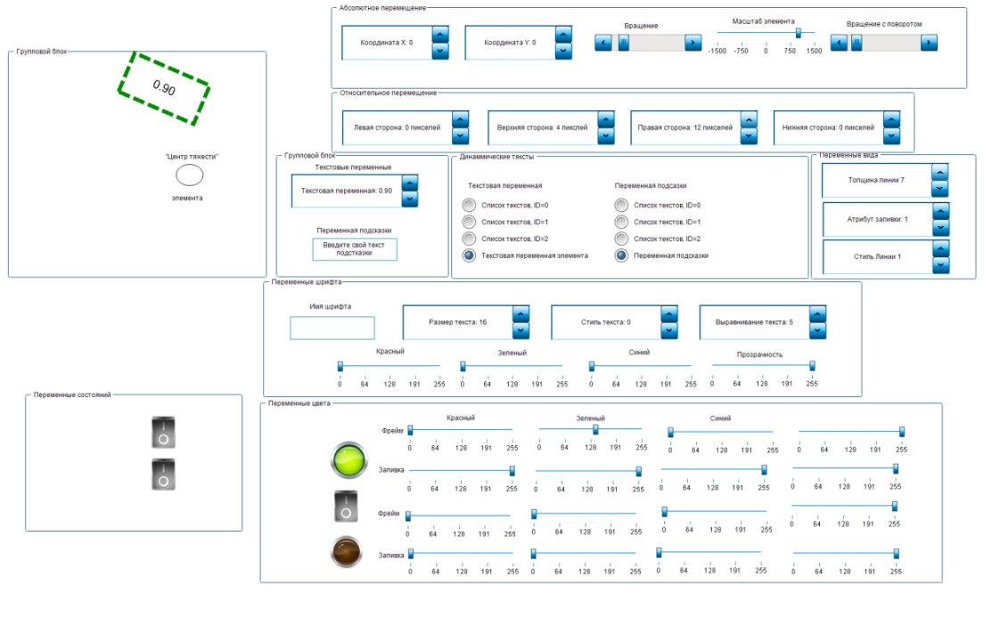 Абсолютное перемещение
Координата X: 0
Координата Y: 0
Вращение
Масштаб элемента
-1500 -750 0 750 1500
Вращение с поворотом
Групповой блок
0.90
"Центр тяжести"
элемента
Относительное перемещение
Левая сторона: 0 пикселей
Верхняя сторона: 4 пикслей
Правая сторона: 12 пикселей
Нижняя сторона: 0 пикселей
Групповой блок
Текстовые переменные
Текстовая переменная: 0.90
Переменная подсказки
Введите свой текст
подстказки
Динаммические тексты
Текстовая переменная
Список текстов, ID=0
Список текстов, ID=1
Список текстов, ID=2
Текстовая переменная элемента
Переменная подсазки
Список текстов, ID=0
Список текстов, ID=1
Список текстов, ID=2
Переменная подсказки
Переменные вида
Толщина линии 7
Атрибут заливки: 1
Стиль Линии 1
Переменные шрифта
Имя шрифта
Размер текста: 16
Стиль текста: 0
Выравнивание текста: 5
Красный
0 64 128 191 255
Зеленый
0 64 128 191 255
Синий
0 64 128 191 255
Прозрачность
0 64 128 191 255
Переменные состояний
Переменные цвета
Красный
Зеленый
Синий
Фрейм
0 64 128 191 255
0 64 128 191 255
0 64 128 191 255
0 64 128 191 255
Заливка
0 64 128 191 255
0 64 128 191 255
0 64 128 191 255
0 64 128 191 255
Фрейм
0 64 128 191 255
0 64 128 191 255
0 64 128 191 255
0 64 128 191 255
Заливка
0 64 128 191 255
0 64 128 191 255
0 64 128 191 255
0 64 128 191 255